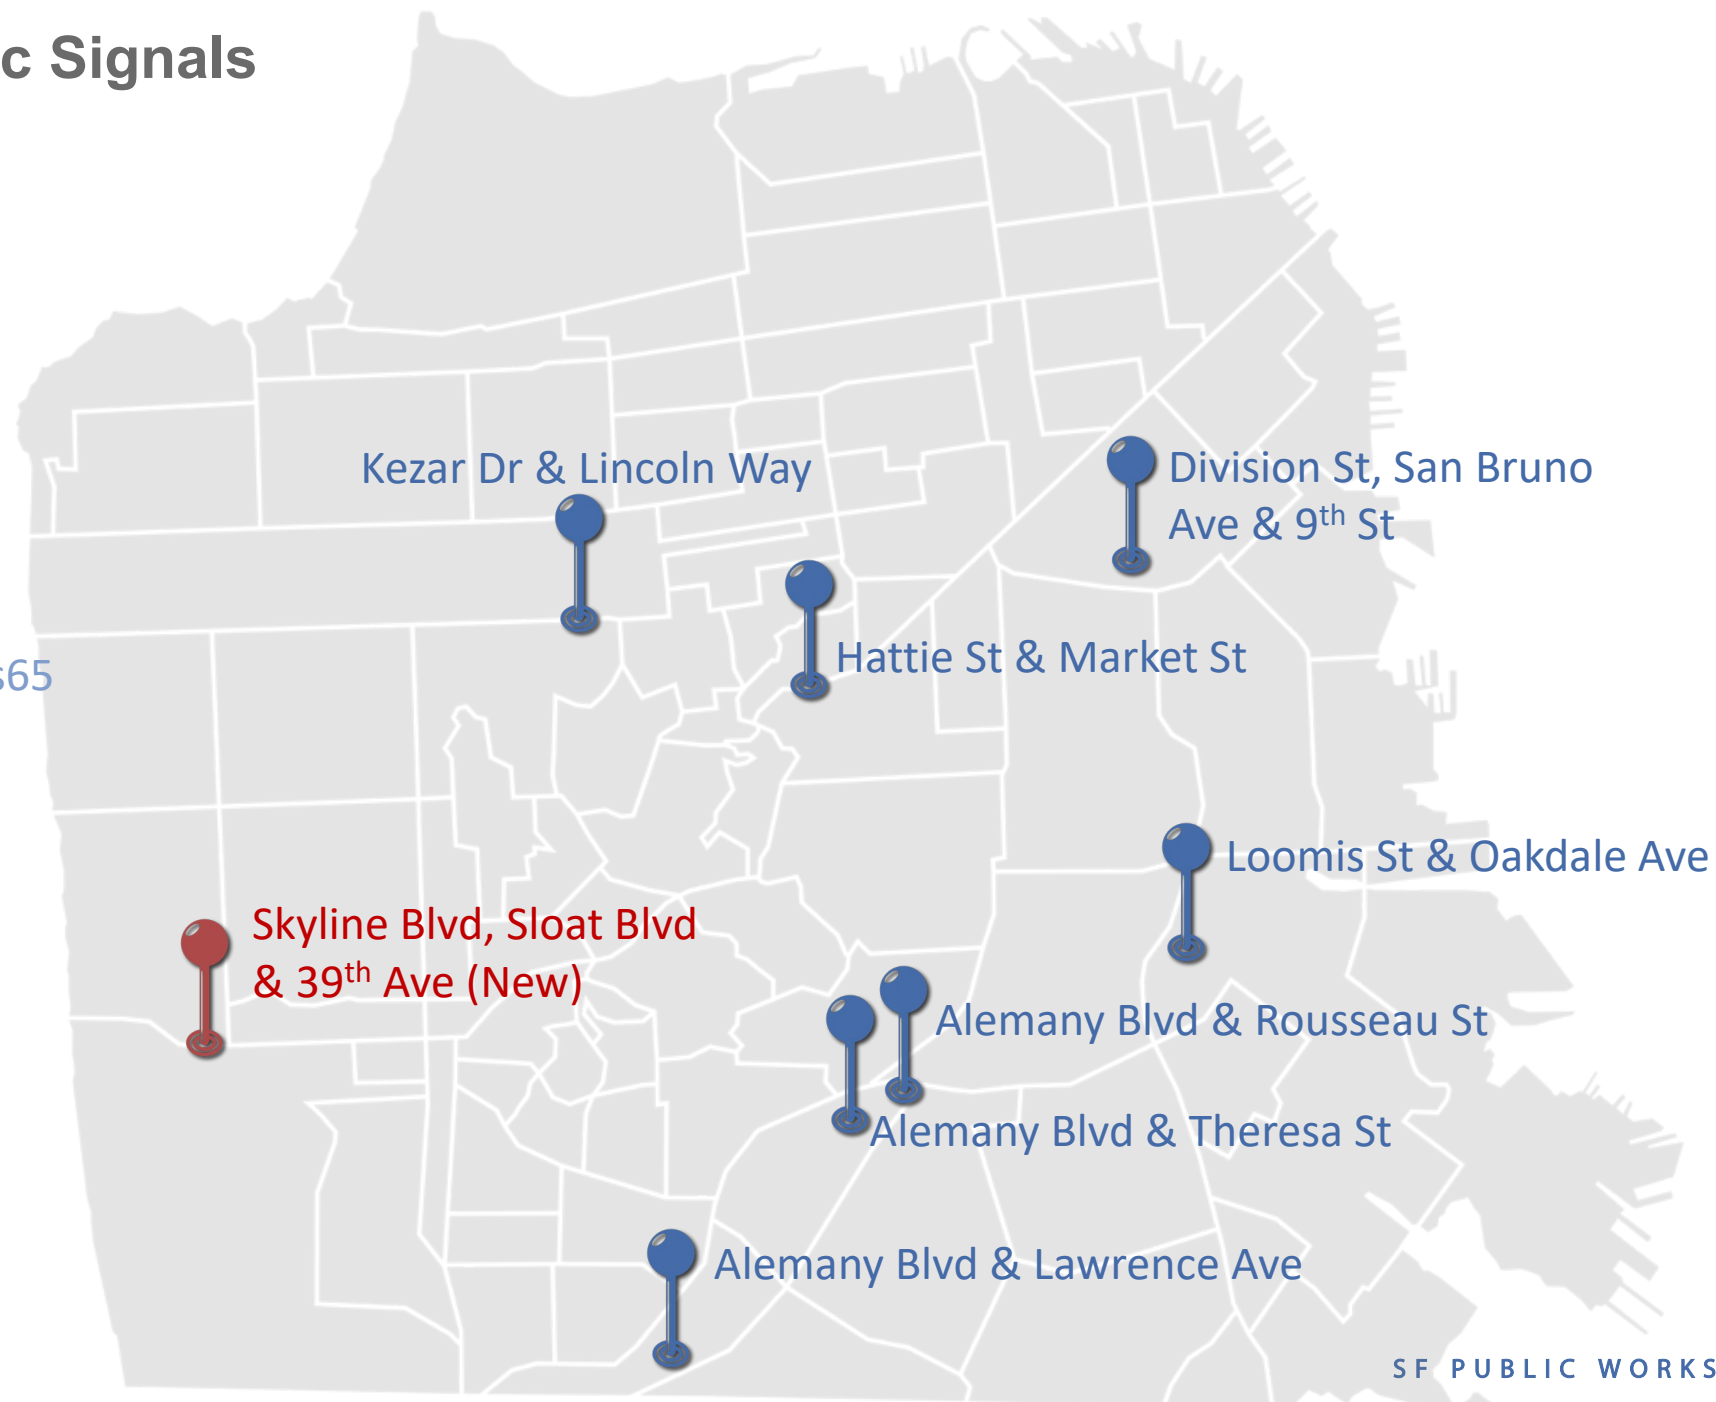 c Signals
Kezar Dr & Lincoln Way
Division St, San Bruno
Ave & 9th St
Hattie St & Market St
s65
Loomis St & Oakdale Ave
Skyline Blvd, Sloat Blvd
& 39th Ave (New)
Alemany Blvd & Rousseau St
Alemany Blvd & Theresa St
Alemany Blvd & Lawrence Ave
SF PUBLIC WORKS